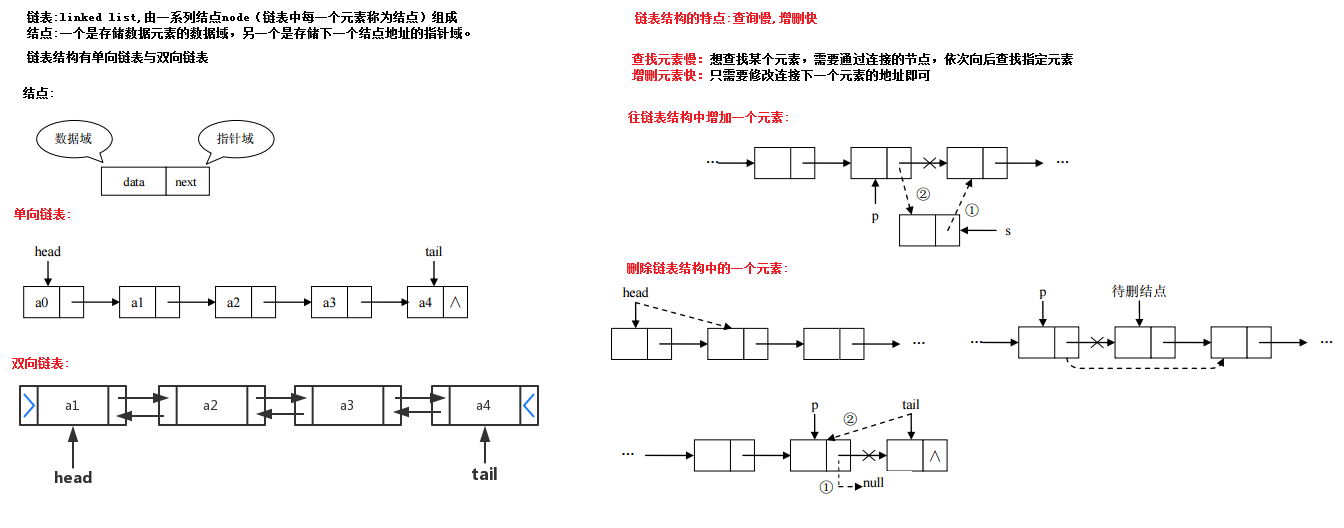 链表:linked list,由一系列结点node（链表中每一个元素称为结点）组成
结点:一个是存储数据元素的数据域，另一个是存储下一个结点地址的指针域。
链表结构有单向链表与双向链表
结点:
数据域
指针域
data next
单向链表:
head
tail
a0 a1 a2 a3 a4 ∧
双向链表:
a1 a2 a3 a4
head
tail
链表结构的特点:查询慢,增删快
查找元素慢：想查找某个元素，需要通过连接的节点，依次向后查找指定元素
增删元素快：只需要修改连接下一个元素的地址即可
往链表结构中增加一个元素:
... ...
②
①
p
s
删除链表结构中的一个元素:
head
...
p 待删结点
... ...
p ② tail
... ∧
① null